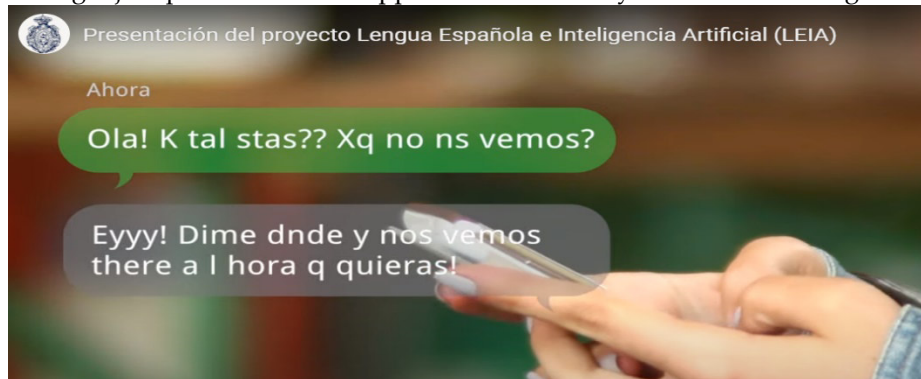 Presentación del proyecto Lengua Española e Inteligencia Artificial (LEIA)
Ahora
Ola! K tal stas?? Xq no ns vemos?
Eyyy! Dime dnde y nos vemos
there a l hora q quieras!